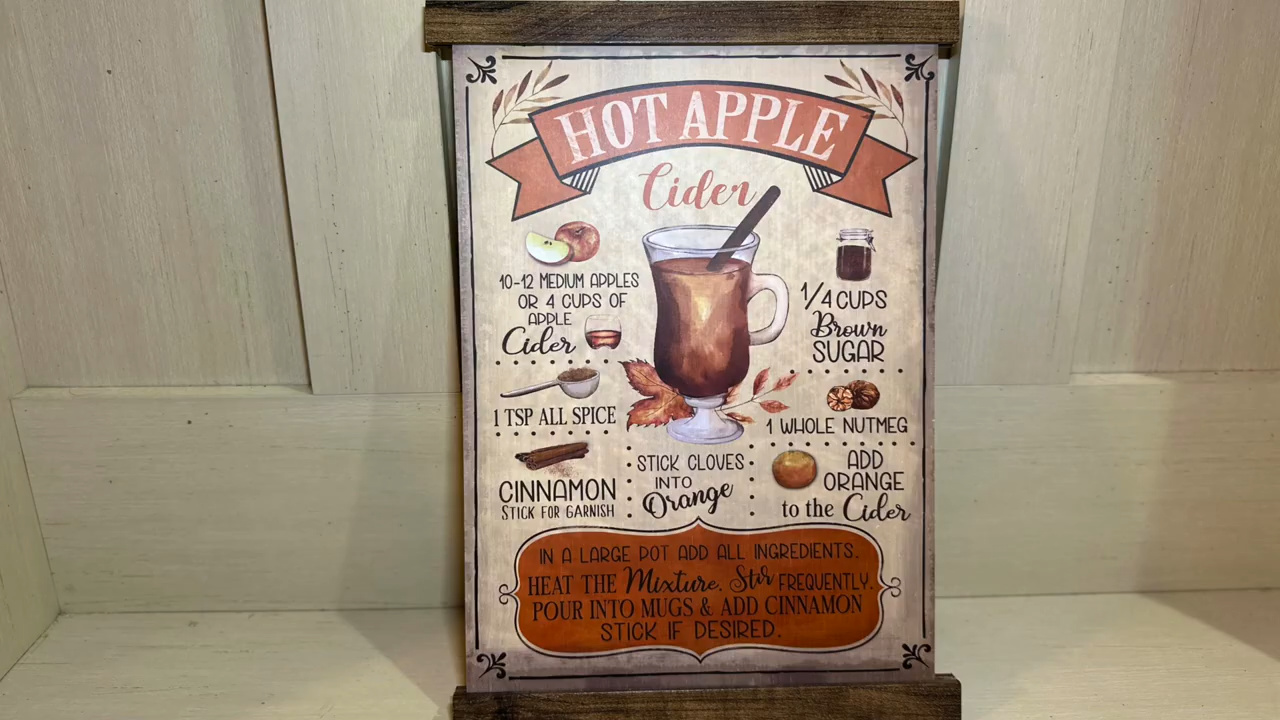 HOT APPLE
Cider
10-12 MEDIUM APPLES
OR 4 CUPS OF
APPLE
Cider
1/4 CUPS
Brown
SUGAR
1 TSP ALL SPICE
1 WHOLE NUTMEG
CINNAMON
STICK FOR GARNISH
STICK CLOVES
INTO
Orange
ADD
ORANGE
to the Cider
IN A LARGE POT ADD ALL INGREDIENTS.
HEAT THE Mixture. Stir FREQUENTLY.
POUR INTO MUGS & ADD CINNAMON
STICK IF DESIRED.